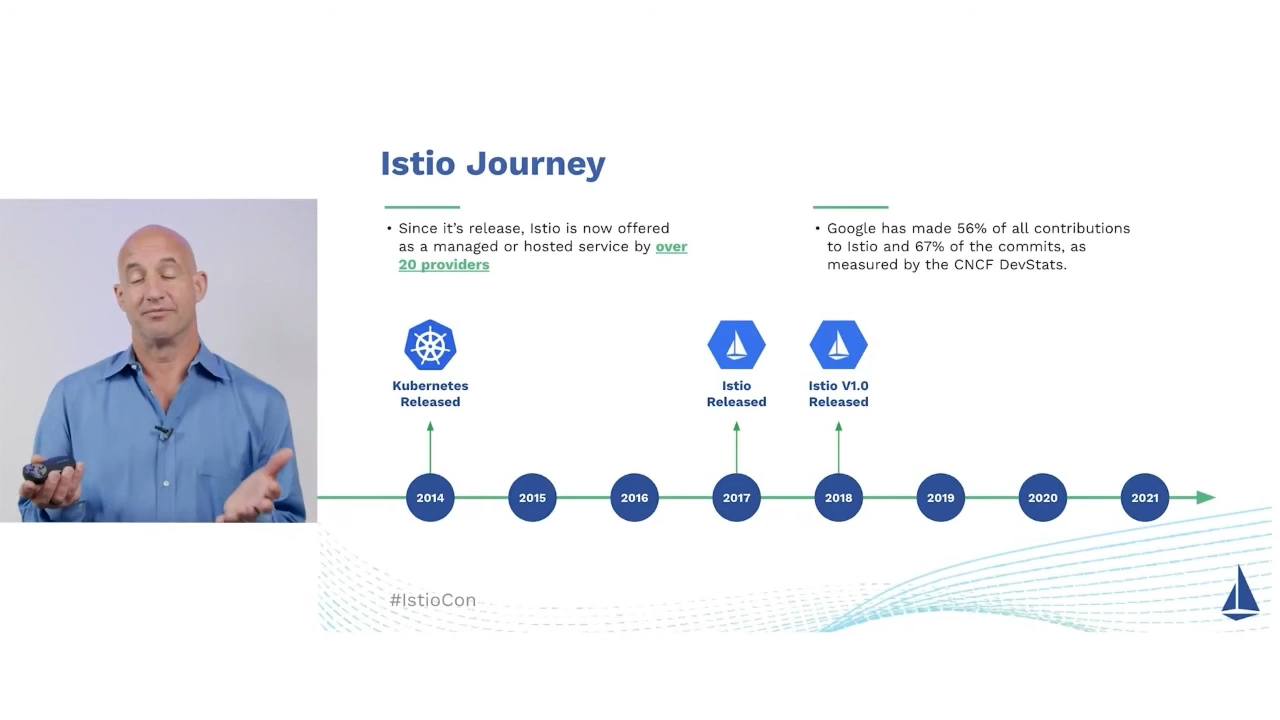 Istio Journey
• Since it’s release, Istio is now offered
as a managed or hosted service by over
20 providers
• Google has made 56% of all contributions
to Istio and 67% of the commits, as
measured by the CNCF DevStats.
Kubernetes
Released
Istio
Released
Istio V1.0
Released
2014
2015
2016
2017
2018
2019
2020
2021
#IstioCon